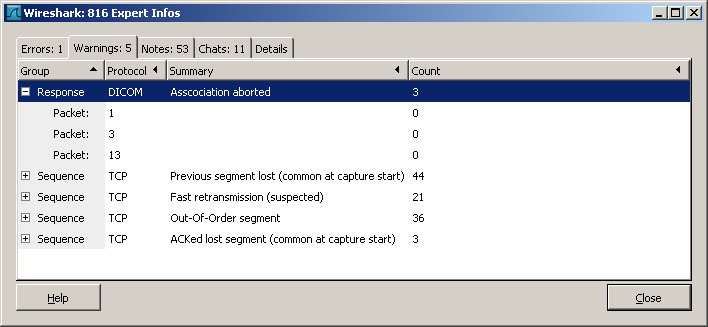 Wireshark: 816 Expert Infos
Errors: 1 Warnings: 5 Notes: 53 Chats: 11 Details
Group Protocol Summary Count
Response DICOM Asscociation aborted 3
Packet: 1 0
Packet: 3 0
Packet: 13 0
Sequence TCP Previous segment lost (common at capture start) 44
Sequence TCP Fast retransmission (suspected) 21
Sequence TCP Out-Of-Order segment 36
Sequence TCP ACKed lost segment (common at capture start) 3
Help Close